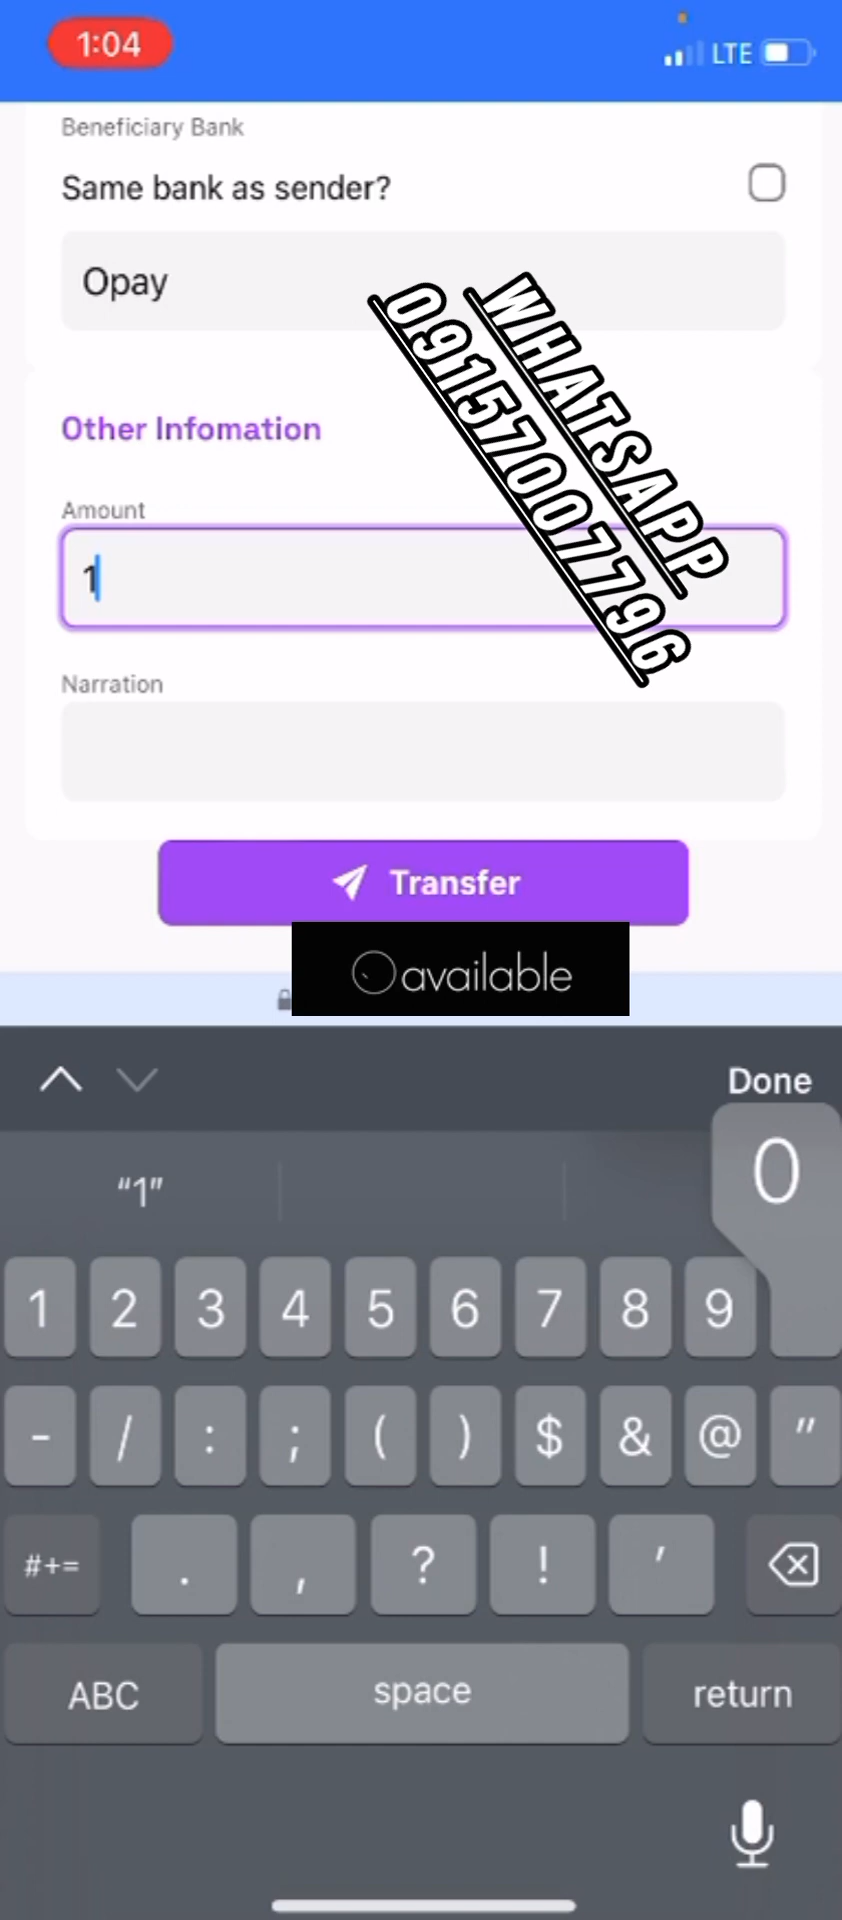 1:04
LTE
Beneficiary Bank
Same bank as sender?
Opay
WHATSAPP
09157007796
Other Infomation
Amount
1
Narration
Transfer
available
Done
"1"
0
1 2 3 4 5 6 7 8 9
- / : ; ( ) $ & @ "
#+= . , ? ! '
ABC space return